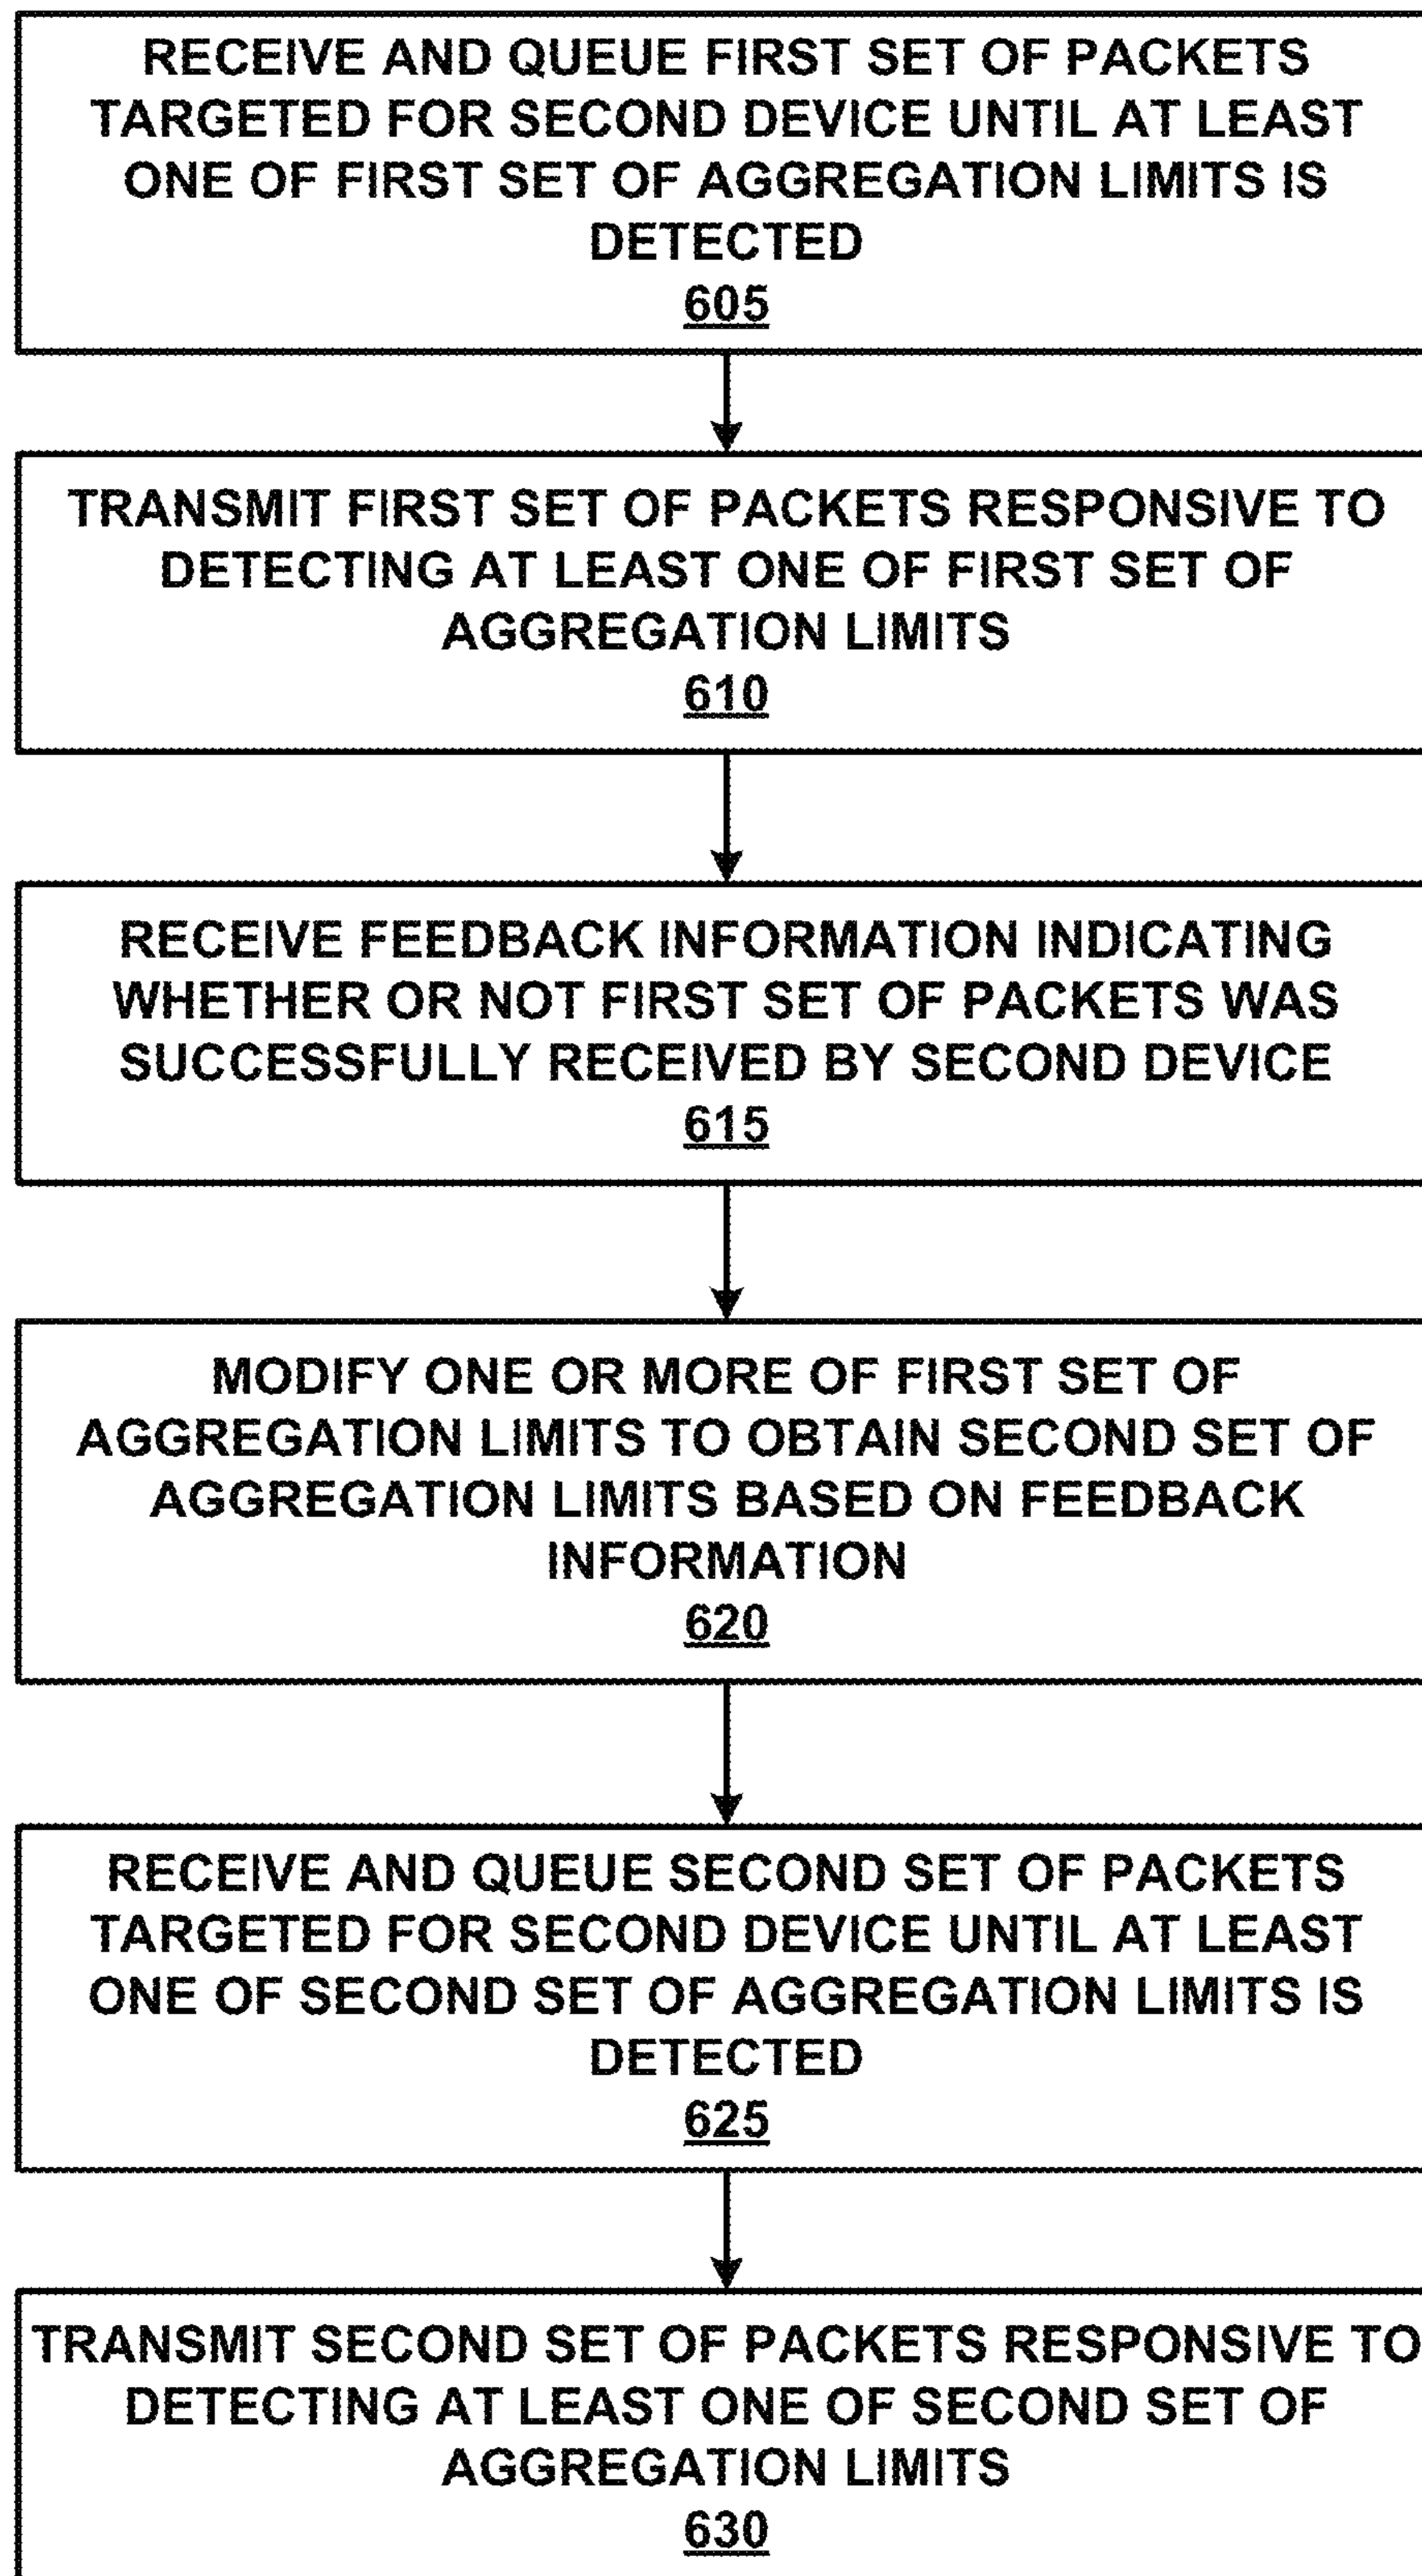 RECEIVE AND QUEUE FIRST SET OF PACKETS
TARGETED FOR SECOND DEVICE UNTIL AT LEAST
ONE OF FIRST SET OF AGGREGATION LIMITS IS
DETECTED
605
TRANSMIT FIRST SET OF PACKETS RESPONSIVE TO
DETECTING AT LEAST ONE OF FIRST SET OF
AGGREGATION LIMITS
610
RECEIVE FEEDBACK INFORMATION INDICATING
WHETHER OR NOT FIRST SET OF PACKETS WAS
SUCCESSFULLY RECEIVED BY SECOND DEVICE
615
MODIFY ONE OR MORE OF FIRST SET OF
AGGREGATION LIMITS TO OBTAIN SECOND SET OF
AGGREGATION LIMITS BASED ON FEEDBACK
INFORMATION
620
RECEIVE AND QUEUE SECOND SET OF PACKETS
TARGETED FOR SECOND DEVICE UNTIL AT LEAST
ONE OF SECOND SET OF AGGREGATION LIMITS IS
DETECTED
625
TRANSMIT SECOND SET OF PACKETS RESPONSIVE TO
DETECTING AT LEAST ONE OF SECOND SET OF
AGGREGATION LIMITS
630